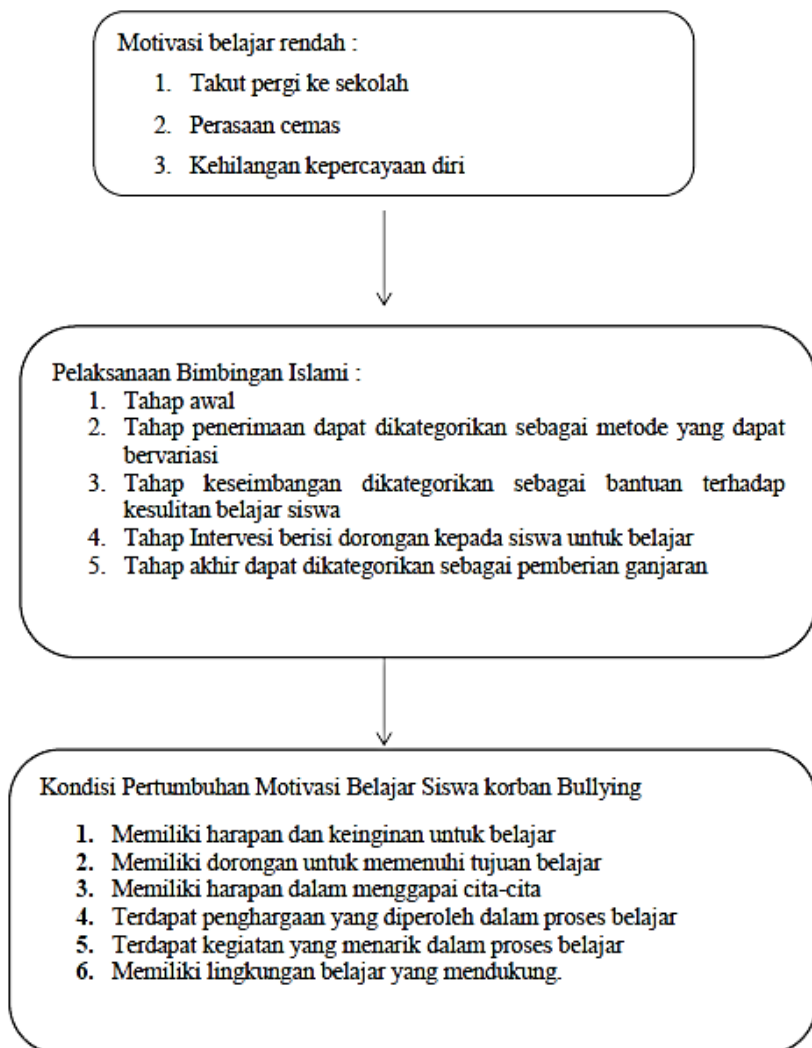 Motivasi belajar rendah :
1. Takut pergi ke sekolah
2. Perasaan cemas
3. Kehilangan kepercayaan diri
Pelaksanaan Bimbingan Islami :
1. Tahap awal
2. Tahap penerimaan dapat dikategorikan sebagai metode yang dapat
bervariasi
3. Tahap keseimbangan dikategorikan sebagai bantuan terhadap
kesulitan belajar siswa
4. Tahap Intervesi berisi dorongan kepada siswa untuk belajar
5. Tahap akhir dapat dikategorikan sebagai pemberian ganjaran
Kondisi Pertumbuhan Motivasi Belajar Siswa korban Bullying
1. Memiliki harapan dan keinginan untuk belajar
2. Memiliki dorongan untuk memenuhi tujuan belajar
3. Memiliki harapan dalam menggapai cita-cita
4. Terdapat penghargaan yang diperoleh dalam proses belajar
5. Terdapat kegiatan yang menarik dalam proses belajar
6. Memiliki lingkungan belajar yang mendukung.